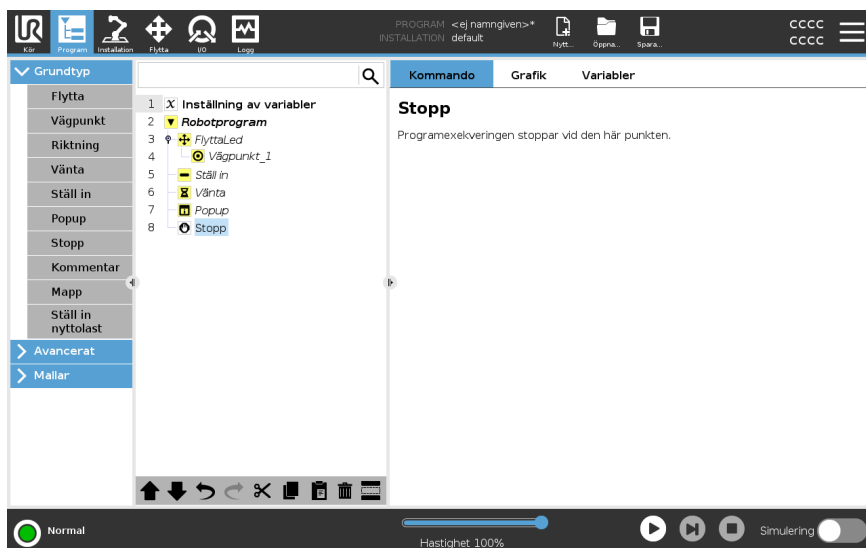 UR
PROGRAM <ej namngiven>*
INSTALLATION default
Kör
Program
Installation
Flytta
I/O
Logg
Nytt...
Öppna...
Spara...
CCCC
CCCC
Grundtyp
Flytta
Vägpunkt
Riktning
Vänta
Ställ in
Popup
Stopp
Kommentar
Mapp
Ställ in
nyttolast
Avancerat
Mallar
1 X Inställning av variabler
2 Robotprogram
3 FlyttaLed
4 Vägpunkt_1
5 Ställ in
6 Vänta
7 Popup
8 Stopp
Kommando Grafik Variabler
Stopp
Programexekveringen stoppar vid den här punkten.
Normal
Hastighet 100%
Simulering